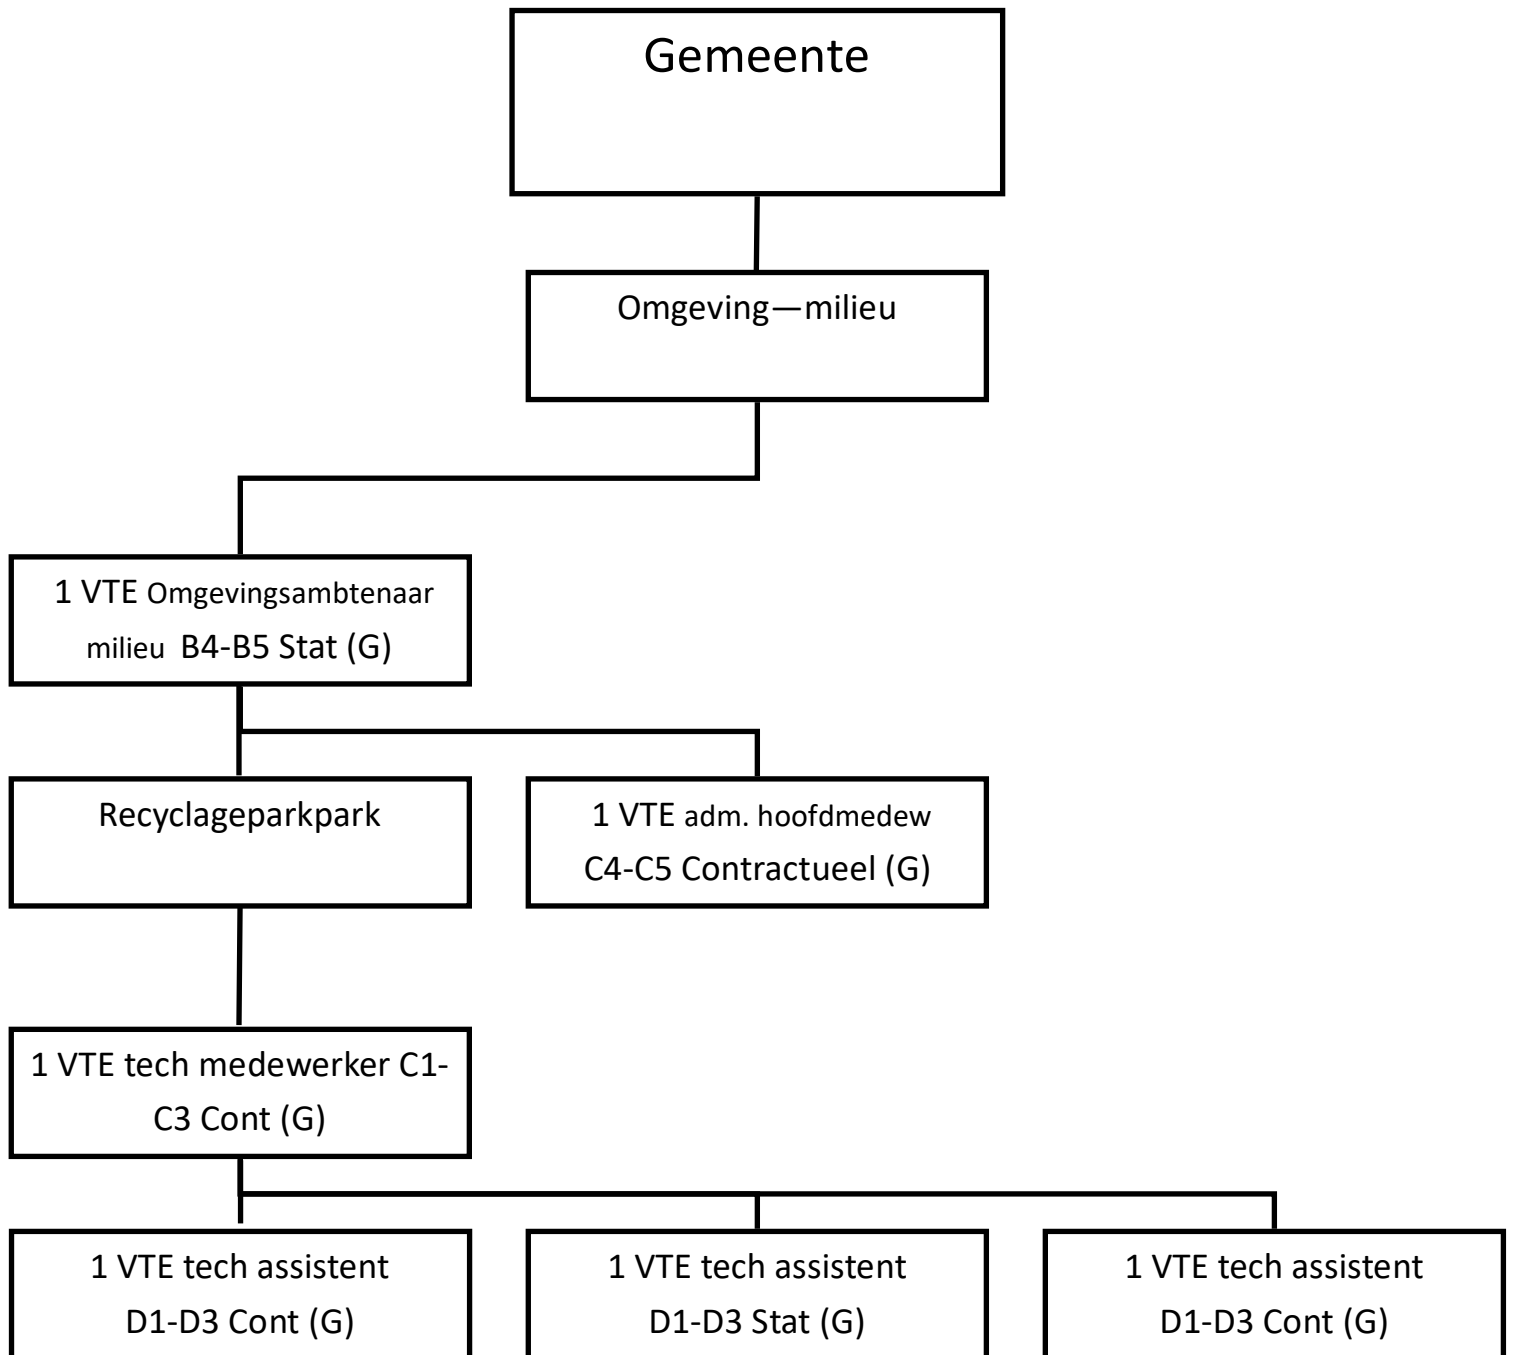 Gemeente
Omgeving—milieu
1 VTE Omgevingsambtenaar
milieu B4-B5 Stat (G)
Recyclageparkpark
1 VTE adm. hoofdmedew
C4-C5 Contractueel (G)
1 VTE tech medewerker C1-
C3 Cont (G)
1 VTE tech assistent
D1-D3 Cont (G)
1 VTE tech assistent
D1-D3 Stat (G)
1 VTE tech assistent
D1-D3 Cont (G)